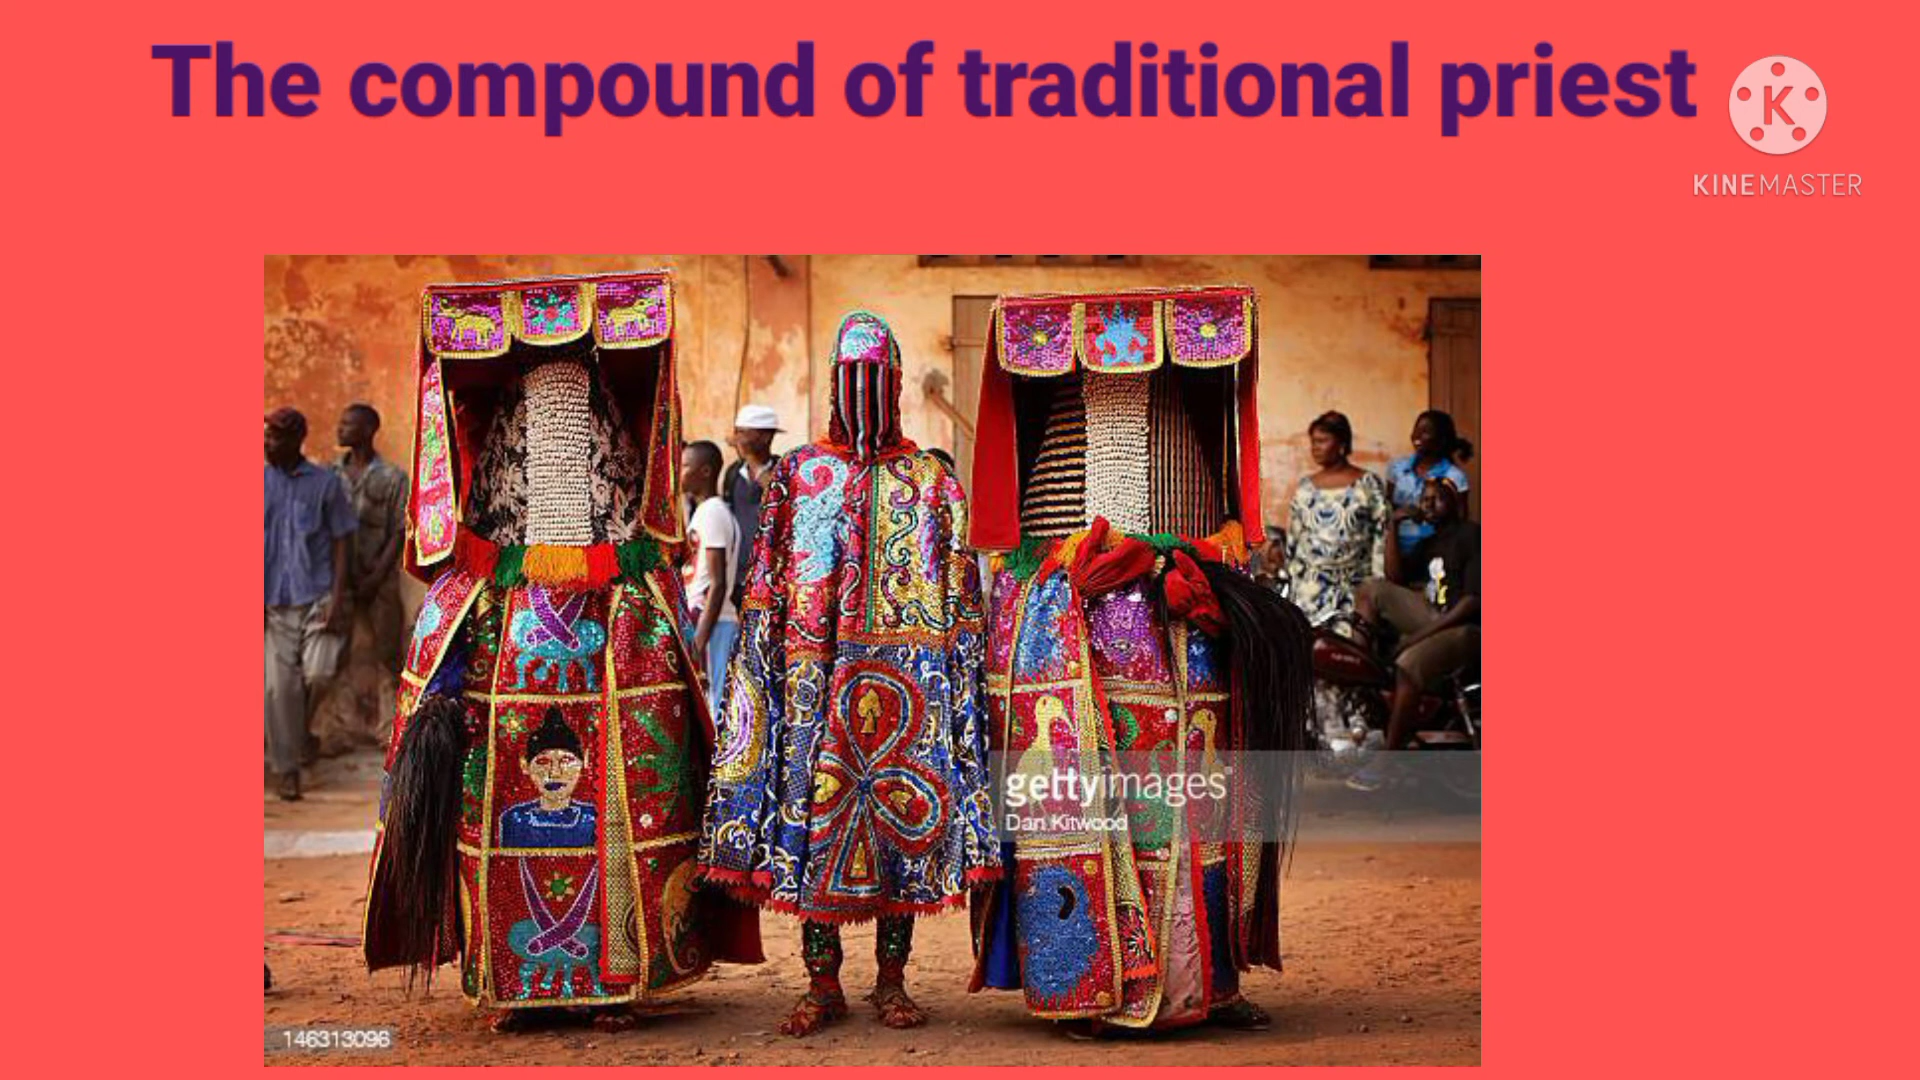 The compound of traditional priest
K
KINEMASTER
gettyimages®
Dan Kitwood
146313096